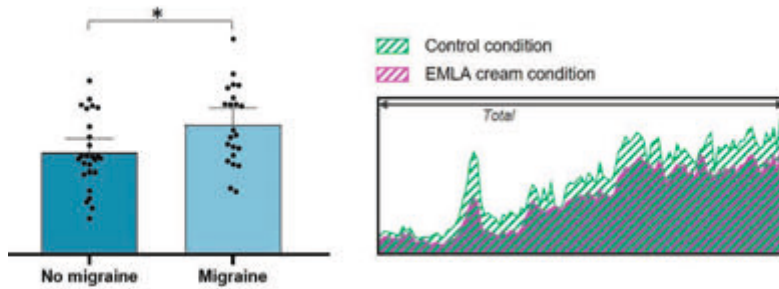 *
No migraine
Migraine
Control condition
EMLA cream condition
Total